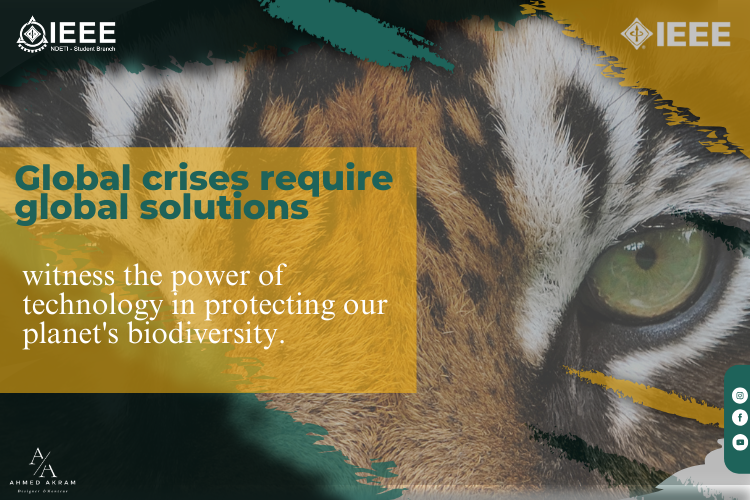 IEEE
NDETI - Student Branch
IEEE
Global crises require
global solutions
witness the power of
technology in protecting our
planet's biodiversity.
A/A
AHMED AKRAM